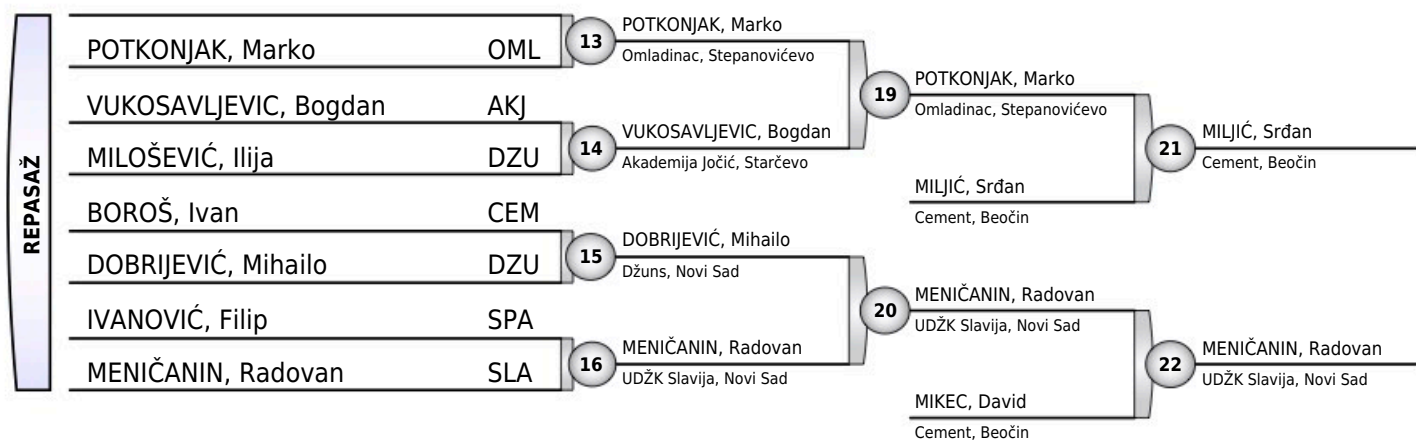 REPASAŽ
POTKONJAK, Marko OML
VUKOSAVLJEVIC, Bogdan AKJ
MILOŠEVIĆ, Ilija DZU
BOROŠ, Ivan CEM
DOBRIJEVIĆ, Mihailo DZU
IVANOVIĆ, Filip SPA
MENIČANIN, Radovan SLA
13
POTKONJAK, Marko
Omladinac, Stepanovićevo
14
VUKOSAVLJEVIC, Bogdan
Akademija Jočić, Starčevo
15
DOBRIJEVIĆ, Mihailo
Džuns, Novi Sad
16
MENIČANIN, Radovan
UDŽK Slavija, Novi Sad
19
POTKONJAK, Marko
Omladinac, Stepanovićevo
MILJIĆ, Srđan
Cement, Beočin
20
MENIČANIN, Radovan
UDŽK Slavija, Novi Sad
MIKEC, David
Cement, Beočin
21
MILJIĆ, Srđan
Cement, Beočin
22
MENIČANIN, Radovan
UDŽK Slavija, Novi Sad